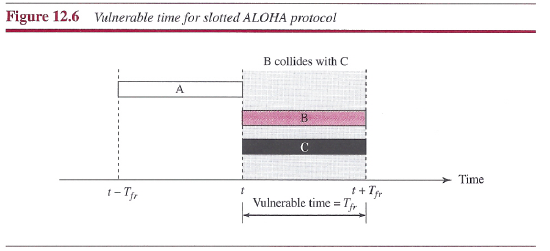 Figure 12.6 Vulnerable time for slotted ALOHA protocol
B collides with C
A
B
C
Time
t – Tfr
t
t + Tfr
Vulnerable time = Tfr